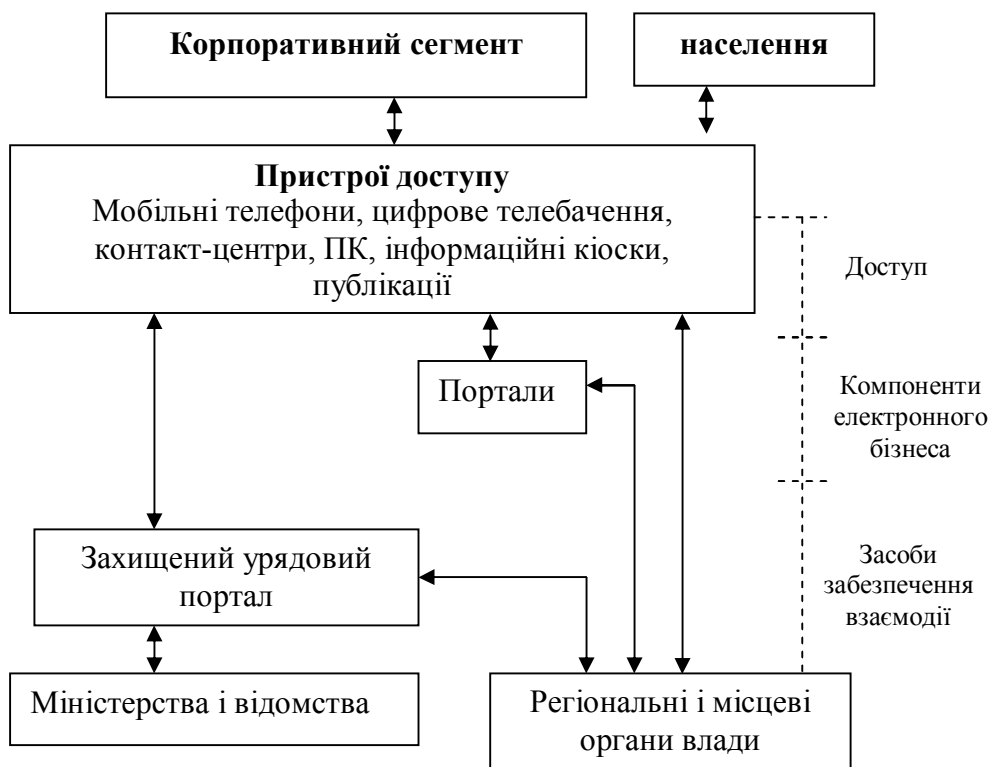 Корпоративний сегмент
населення
Пристрої доступу
Мобільні телефони, цифрове телебачення,
контакт-центри, ПК, інформаційні кіоски,
публікації
Доступ
Портали
Компоненти
електронного
бізнеса
Захищений урядовий
портал
Засоби
забезпечення
взаємодії
Міністерства і відомства
Регіональні і місцеві
органи влади